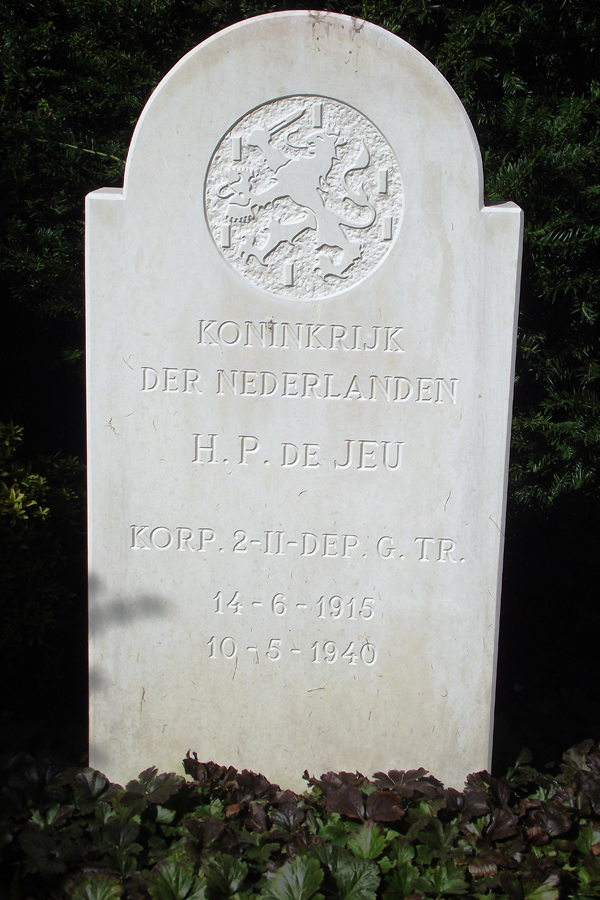 KONINKRIJK
DER NEDERLANDEN
H. P. DE JEU
KORP. 2-II-DEP. G. TR.
14 - 6 - 1915
10 - 5 - 1940